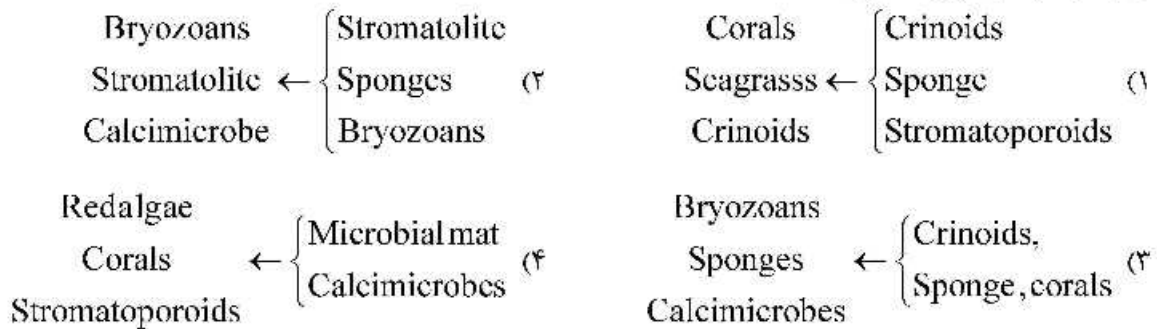 Corals Crinoids
Seagrasss ← Sponge (۱
Crinoids Stromatoporoids
Bryozoans Stromatolite
Stromatolite ← Sponges (۲
Calcimicrobe Bryozoans
Bryozoans
Sponges ← Crinoids, (۳
Calcimicrobes Sponge, corals
Redalgae
Corals ← Microbial mat (۴
Stromatoporoids Calcimicrobes